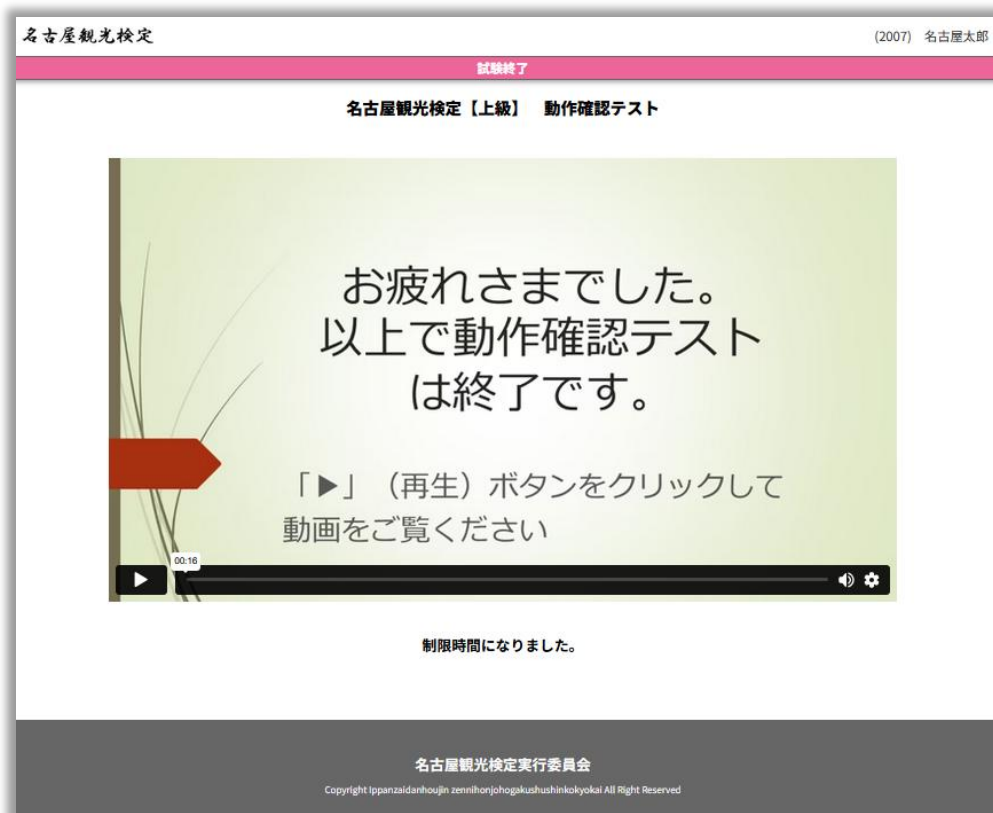 名古屋観光検定
(2007) 名古屋太郎
試験終了
名古屋観光検定【上級】 動作確認テスト
お疲れさまでした。
以上で動作確認テスト
は終了です。
「▶」（再生）ボタンをクリックして
動画をご覧ください
00:16
制限時間になりました。
名古屋観光検定実行委員会
Copyright Ippanzaidanhoujin zennihonjohogakushushinkokyokai All Right Reserved